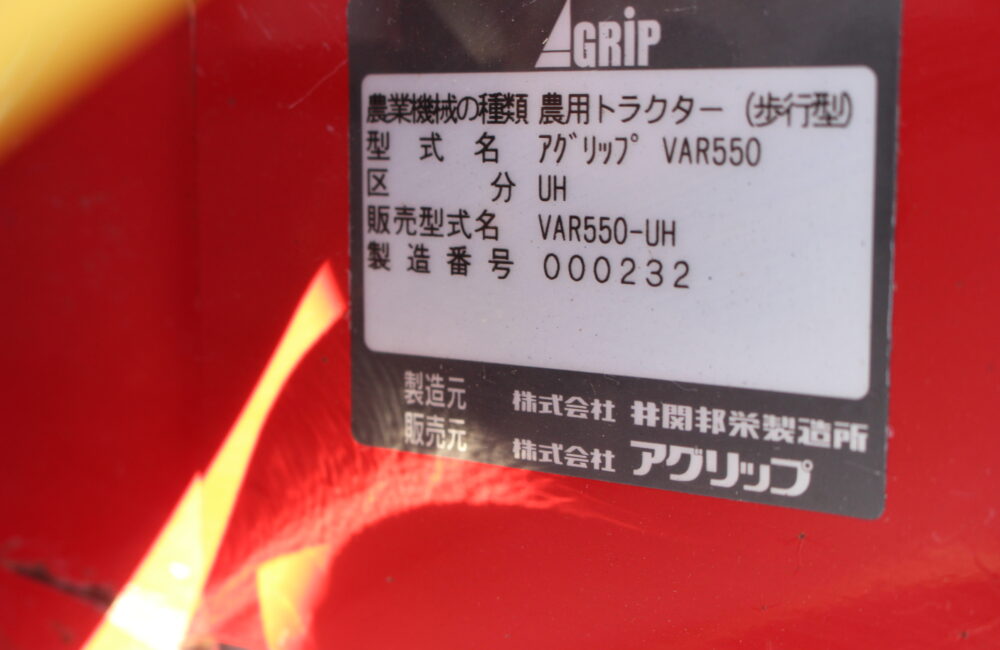 AGRiP
農業機械の種類 農用トラクター (歩行型)
型式名 アグリップ VAR550
区分 UH
販売型式名 VAR550-UH
製造番号 000232
製造元 株式会社 井関邦栄製造所
販売元 株式会社 アグリップ